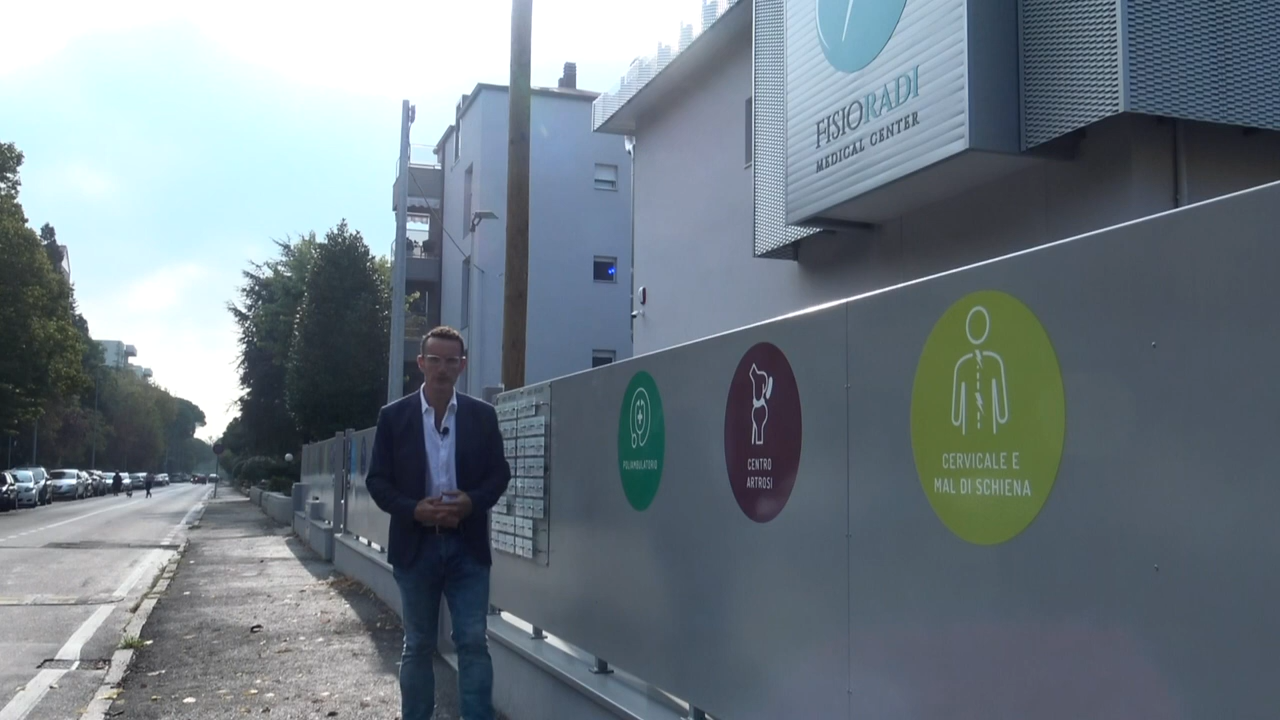 FISIORADI
MEDICAL CENTER
POLIAMBULATORIO
CENTRO
ARTROSI
CERVICALE E
MAL DI SCHIENA